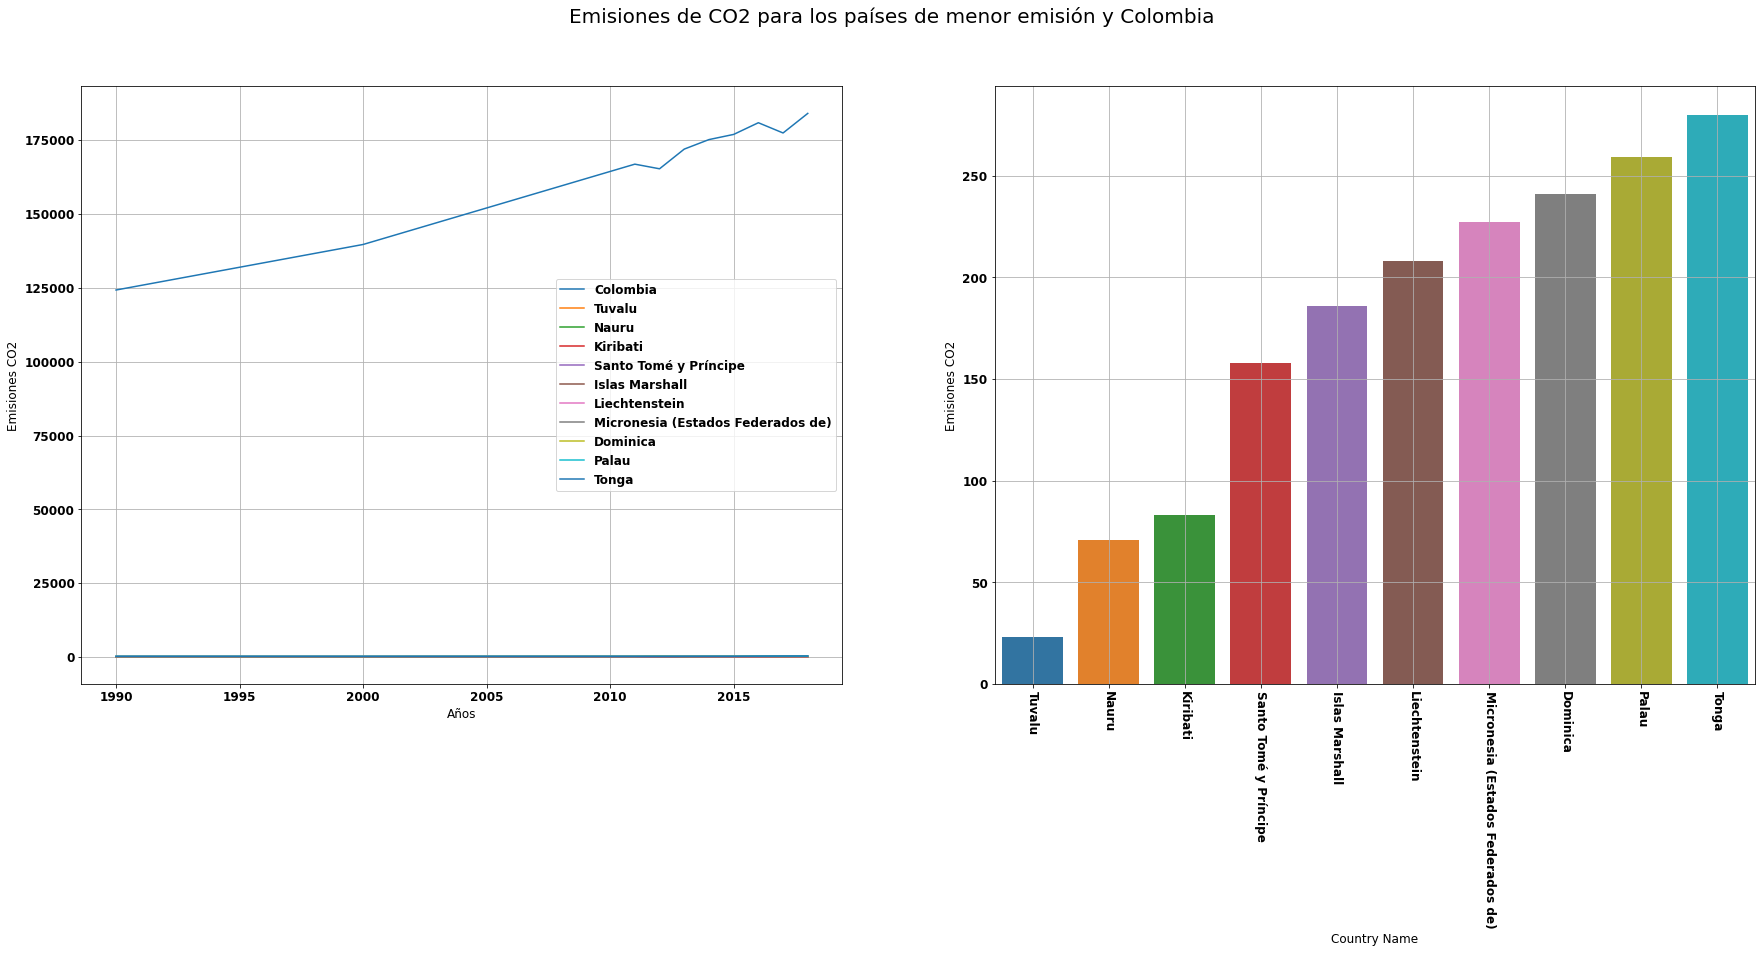 Emisiones de CO2 para los países de menor emisión y Colombia
Emisiones CO2
175000
150000
125000
100000
75000
50000
25000
0
1990
1995
2000
2005
2010
2015
Años
Colombia
Tuvalu
Nauru
Kiribati
Santo Tomé y Príncipe
Islas Marshall
Liechtenstein
Micronesia (Estados Federados de)
Dominica
Palau
Tonga
Emisiones CO2
250
200
150
100
50
0
Tuvalu
Nauru
Kiribati
Santo Tomé y Príncipe
Islas Marshall
Liechtenstein
Micronesia (Estados Federados de)
Dominica
Palau
Tonga
Country Name